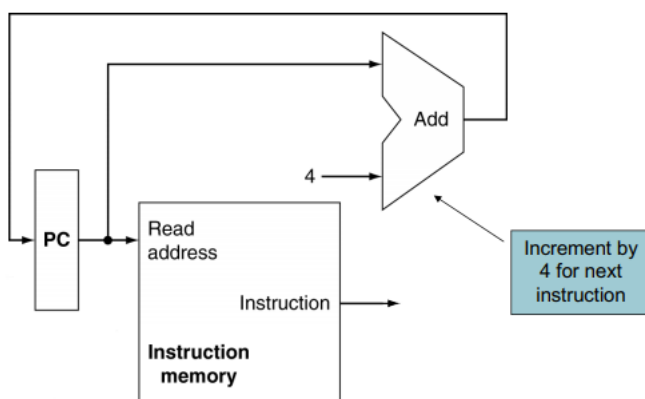 Add
4
PC
Read
address
Increment by
4 for next
instruction
Instruction
Instruction
memory